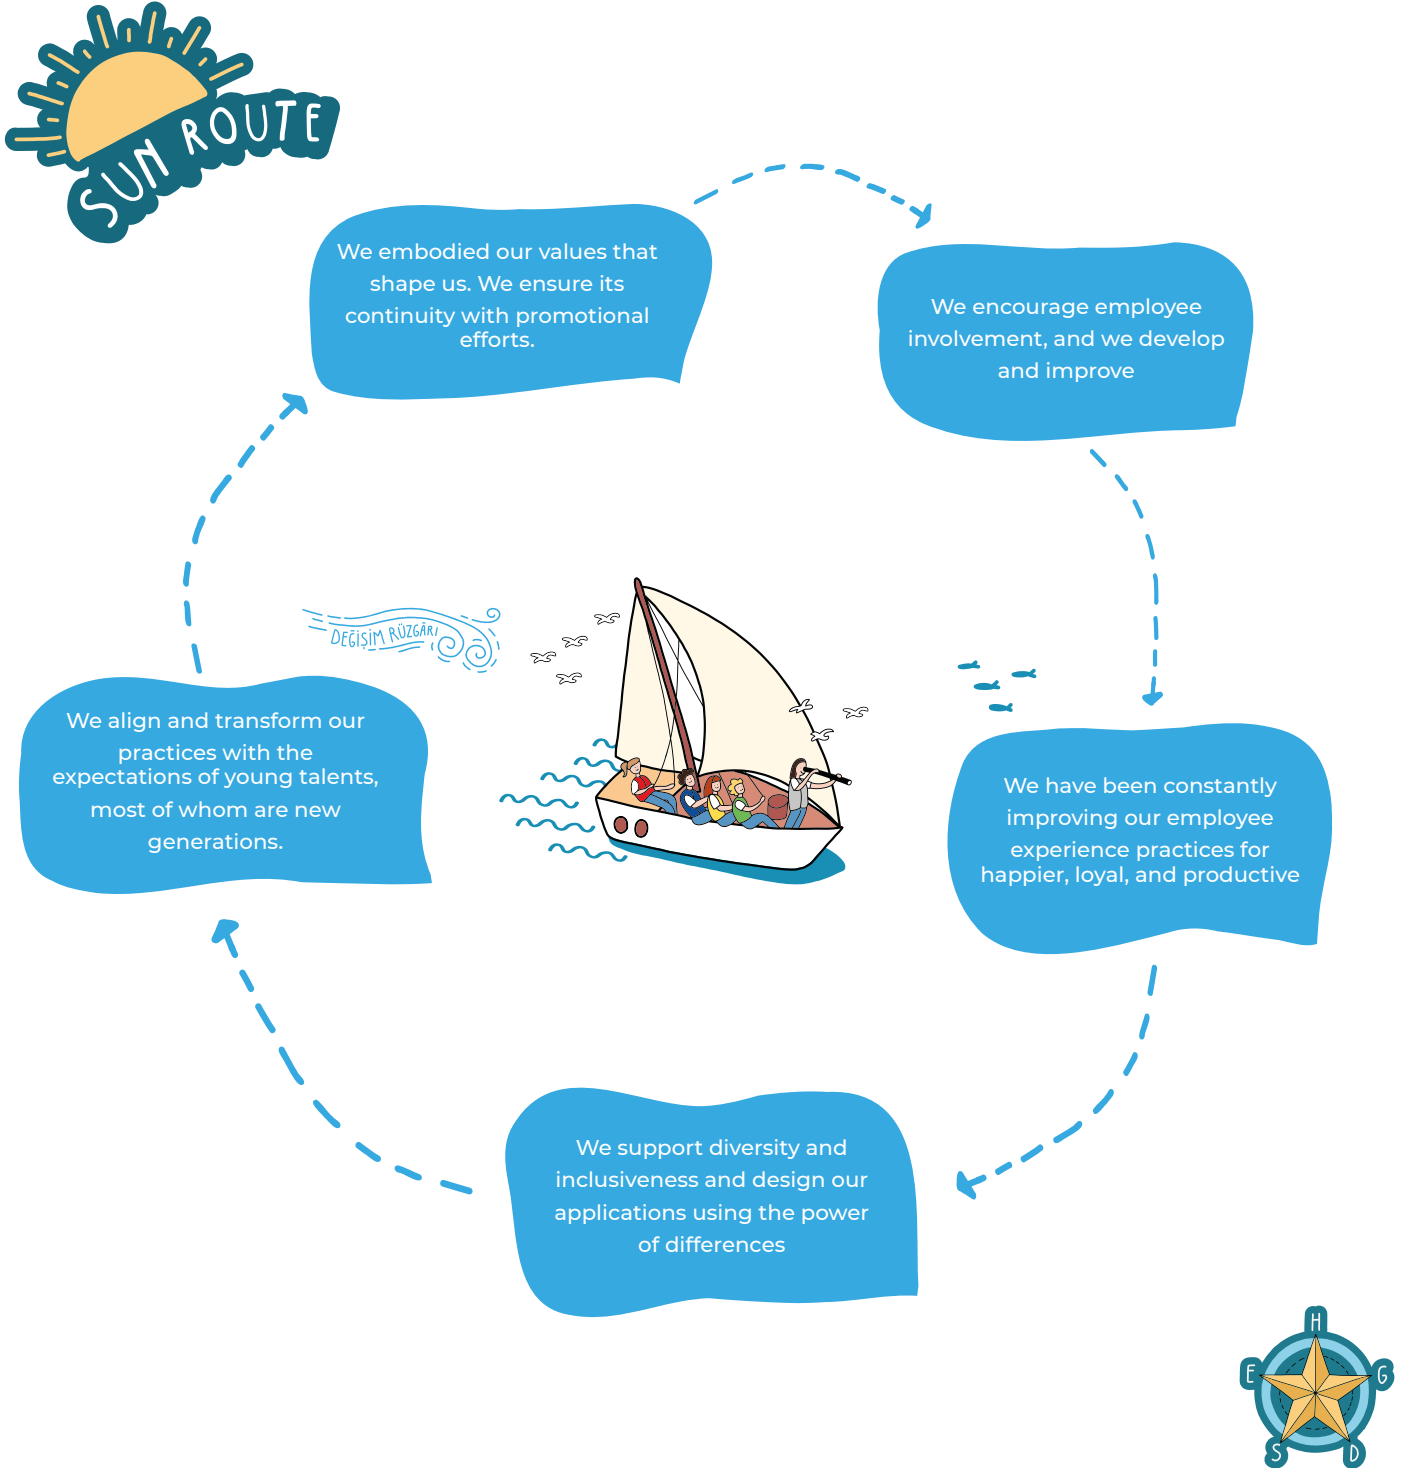 SUN ROUTE
We embodied our values that
shape us. We ensure its
continuity with promotional
efforts.
We encourage employee
involvement, and we develop
and improve
We have been constantly
improving our employee
experience practices for
happier, loyal, and productive
We support diversity and
inclusiveness and design our
applications using the power
of differences
We align and transform our
practices with the
expectations of young talents,
most of whom are new
generations.
DEĞİŞİM RÜZGÂRI
H
E
G
S
D